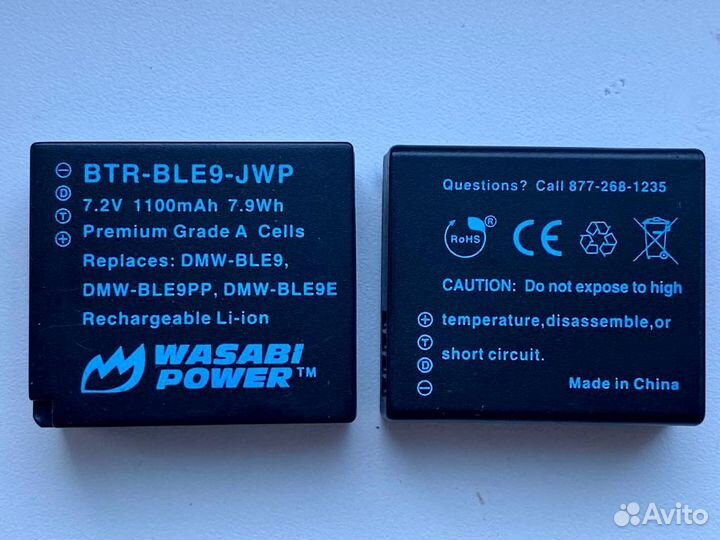 BTR-BLE9-JWP
7.2V 1100mAh 7.9Wh
Premium Grade A Cells
Replaces: DMW-BLE9,
DMW-BLE9PP, DMW-BLE9E
Rechargeable Li-ion
WASABI
POWER™
- D T +
Questions? Call 877-268-1235
RoHS ® CE
CAUTION: Do not expose to high
temperature,disassemble,or
short circuit.
Made in China
+ T D -
Avito